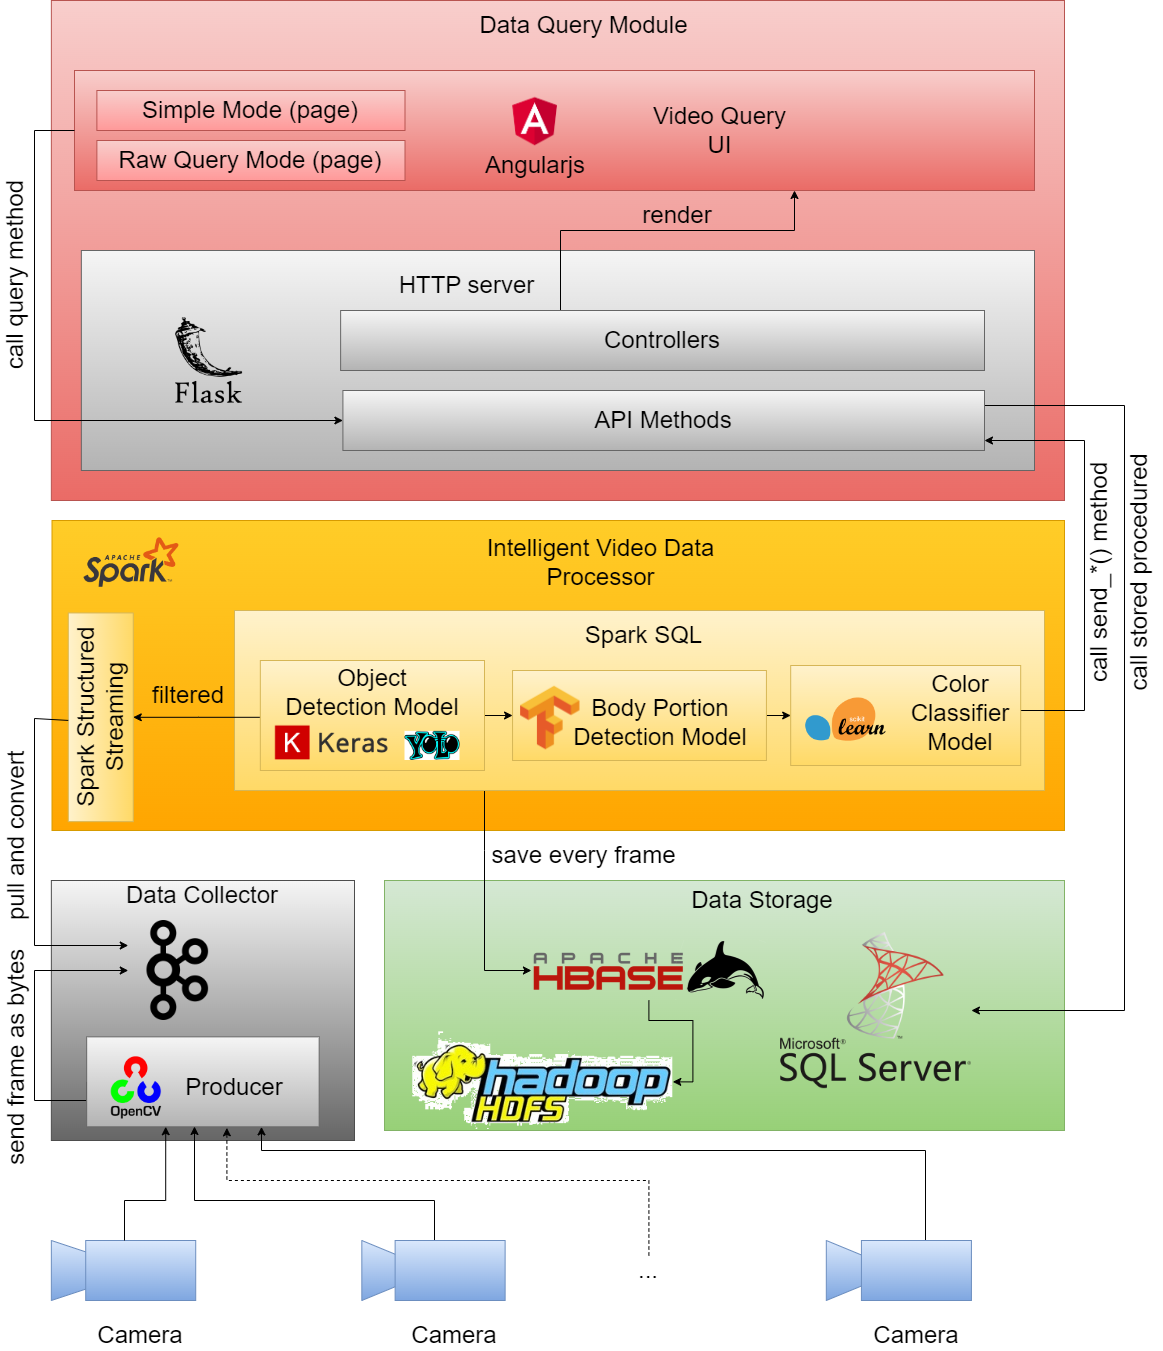 Data Query Module
Simple Mode (page)
Raw Query Mode (page)
Angularjs
Video Query
UI
render
call query method
HTTP server
Flask
Controllers
API Methods
call send_*() method
call stored procedured
APACHE
Spark
Intelligent Video Data
Processor
Spark Structured
Streaming
filtered
Spark SQL
Object
Detection Model
K Keras
YOLO
Body Portion
Detection Model
scikit
learn
Color
Classifier
Model
pull and convert
save every frame
Data Collector
send frame as bytes
OpenCV
Producer
Data Storage
APACHE
HBASE
hadoop
HDFS
Microsoft®
SQL Server®
...
Camera
Camera
Camera